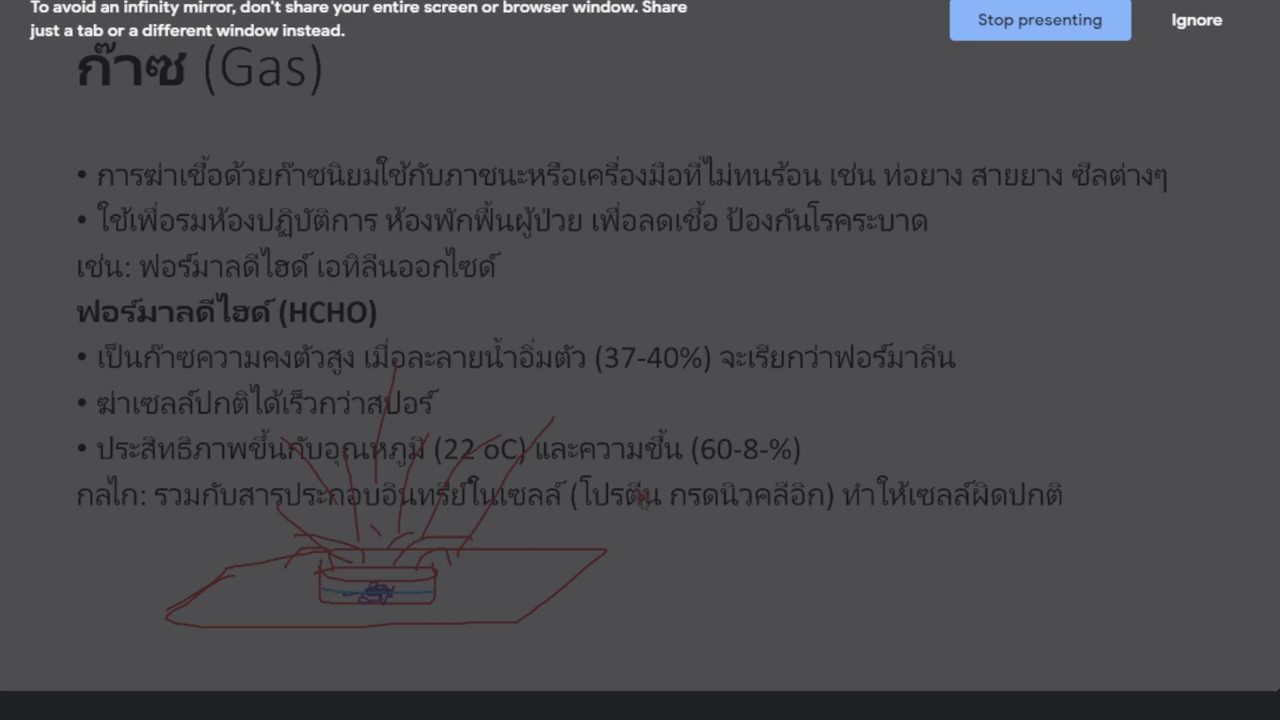 To avoid an infinity mirror, don't share your entire screen or browser window. Share
just a tab or a different window instead.
Stop presenting
Ignore
ก๊าซ (Gas)
• การฆ่าเชื้อด้วยก๊าซนิยมใช้กับภาชนะหรือเครื่องมือที่ไม่ทนร้อน เช่น ท่อยาง สายยาง ซีลต่างๆ
• ใช้เพื่อรมห้องปฏิบัติการ ห้องพักฟื้นผู้ป่วย เพื่อลดเชื้อ ป้องกันโรคระบาด
เช่น: ฟอร์มาลดีไฮด์ เอทิลีนออกไซด์
ฟอร์มาลดีไฮด์ (HCHO)
• เป็นก๊าซความคงตัวสูง เมื่อละลายน้ำอิ่มตัว (37-40%) จะเรียกว่าฟอร์มาลีน
• ฆ่าเซลล์ปกติได้เร็วกว่าสปอร์
• ประสิทธิภาพขึ้นกับอุณหภูมิ (22 oC) และความชื้น (60-8-%)
กลไก: รวมกับสารประกอบอินทรีย์ในเซลล์ (โปรตีน กรดนิวคลีอิก) ทำให้เซลล์ผิดปกติ